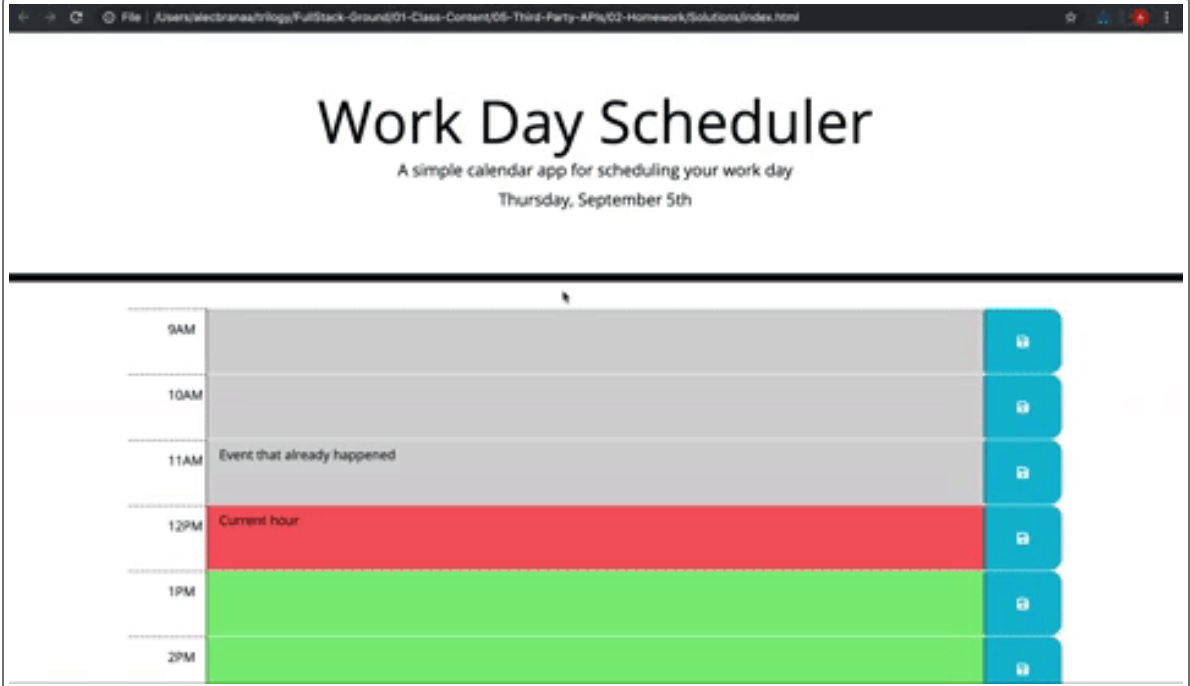 File /Users/alecbranaa/trilogy/FullStack-Ground/01-Class-Content/05-Third-Party-APIs/02-Homework/Solutions/index.html
Work Day Scheduler
A simple calendar app for scheduling your work day
Thursday, September 5th
9AM
10AM
11AM Event that already happened
12PM Current hour
1PM
2PM